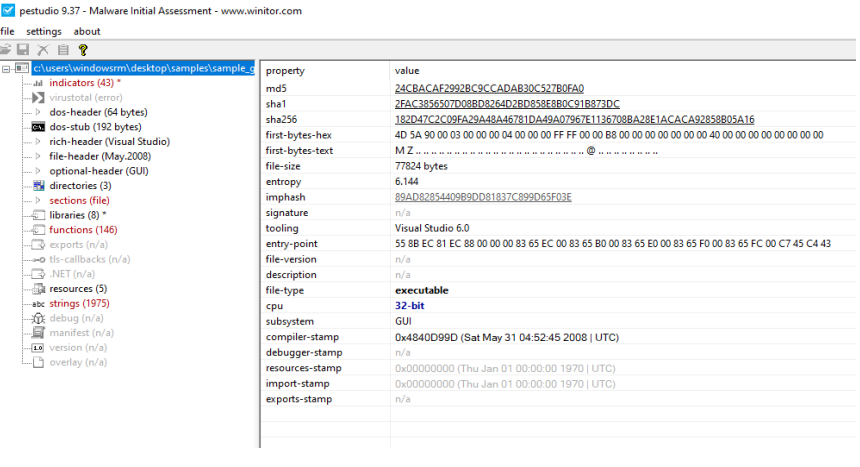 pestudio 9.37 - Malware Initial Assessment - www.winitor.com
file settings about
c:\users\windowsrm\desktop\samples\sample_g
indicators (43) *
virustotal (error)
dos-header (64 bytes)
dos-stub (192 bytes)
rich-header (Visual Studio)
file-header (May.2008)
optional-header (GUI)
directories (3)
sections (file)
libraries (8) *
functions (146)
exports (n/a)
tls-callbacks (n/a)
.NET (n/a)
resources (5)
abc strings (1975)
debug (n/a)
manifest (n/a)
1.0 version (n/a)
overlay (n/a)
property value
md5 24CBACAF2992BC9CCADAB30C527B0FA0
sha1 2FAC3856507D08BD8264D2BD858E8B0C91B873DC
sha256 182D47C2C09FA29A48A46781DA49A07967E1136708BA28E1ACACA92858B05A16
first-bytes-hex 4D 5A 90 00 03 00 00 00 04 00 00 00 FF FF 00 00 B8 00 00 00 00 00 00 00 40 00 00 00 00 00 00 00
first-bytes-text M Z .. .. .. .. .. .. .. .. .. .. .. .. .. .. .. .. .. .. .. .. @ .. .. .. .. .. .. ..
file-size 77824 bytes
entropy 6.144
imphash 89AD82854409B9DD81837C899D65F03E
signature n/a
tooling Visual Studio 6.0
entry-point 55 8B EC 81 EC 88 00 00 00 83 65 EC 00 83 65 B0 00 83 65 E0 00 83 65 F0 00 83 65 FC 00 C7 45 C4 43
file-version n/a
description n/a
file-type executable
cpu 32-bit
subsystem GUI
compiler-stamp 0x4840D99D (Sat May 31 04:52:45 2008 | UTC)
debugger-stamp n/a
resources-stamp 0x00000000 (Thu Jan 01 00:00:00 1970 | UTC)
import-stamp 0x00000000 (Thu Jan 01 00:00:00 1970 | UTC)
exports-stamp n/a